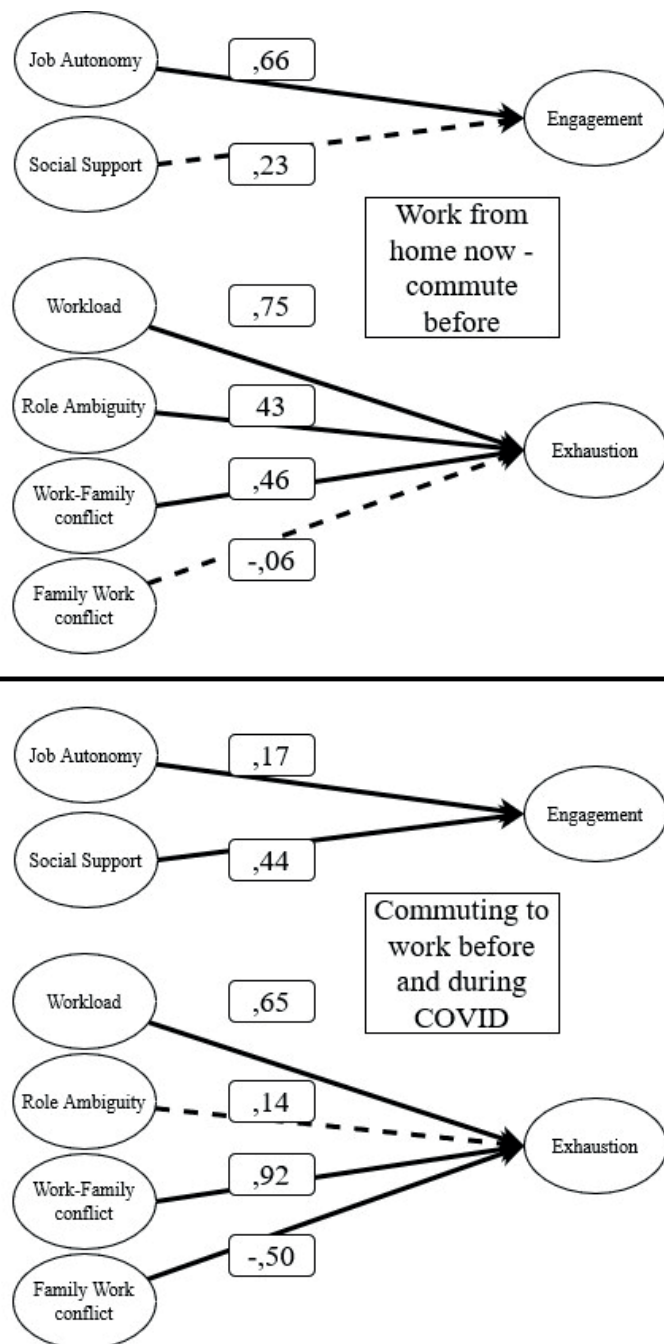 Job Autonomy
,66
Engagement
Social Support
,23
Work from
home now -
commute
before
Workload
,75
Role Ambiguity
43
Exhaustion
Work-Family
conflict
,46
Family Work
conflict
-,06
Job Autonomy
,17
Engagement
Social Support
,44
Commuting to
work before
and during
COVID
Workload
,65
Role Ambiguity
,14
Exhaustion
Work-Family
conflict
,92
Family Work
conflict
-,50